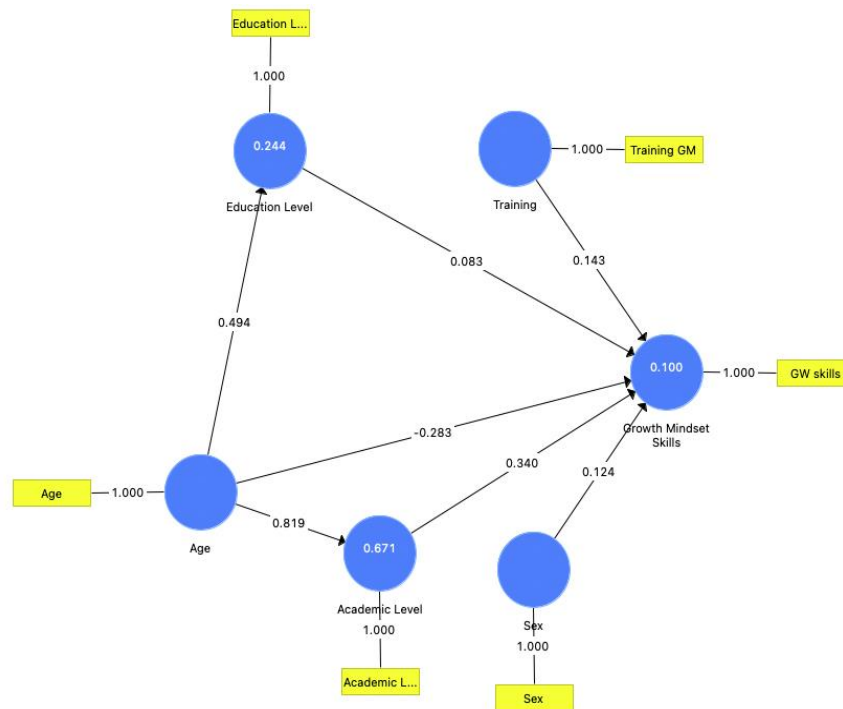 Education L...
1.000
0.244
Education Level
Training
1.000
Training GM
0.083
0.143
0.494
0.100
1.000
GW skills
Growth Mindset
Skills
-0.283
0.340
0.124
Age
1.000
Age
0.819
0.671
Academic Level
1.000
Academic L...
Sex
1.000
Sex